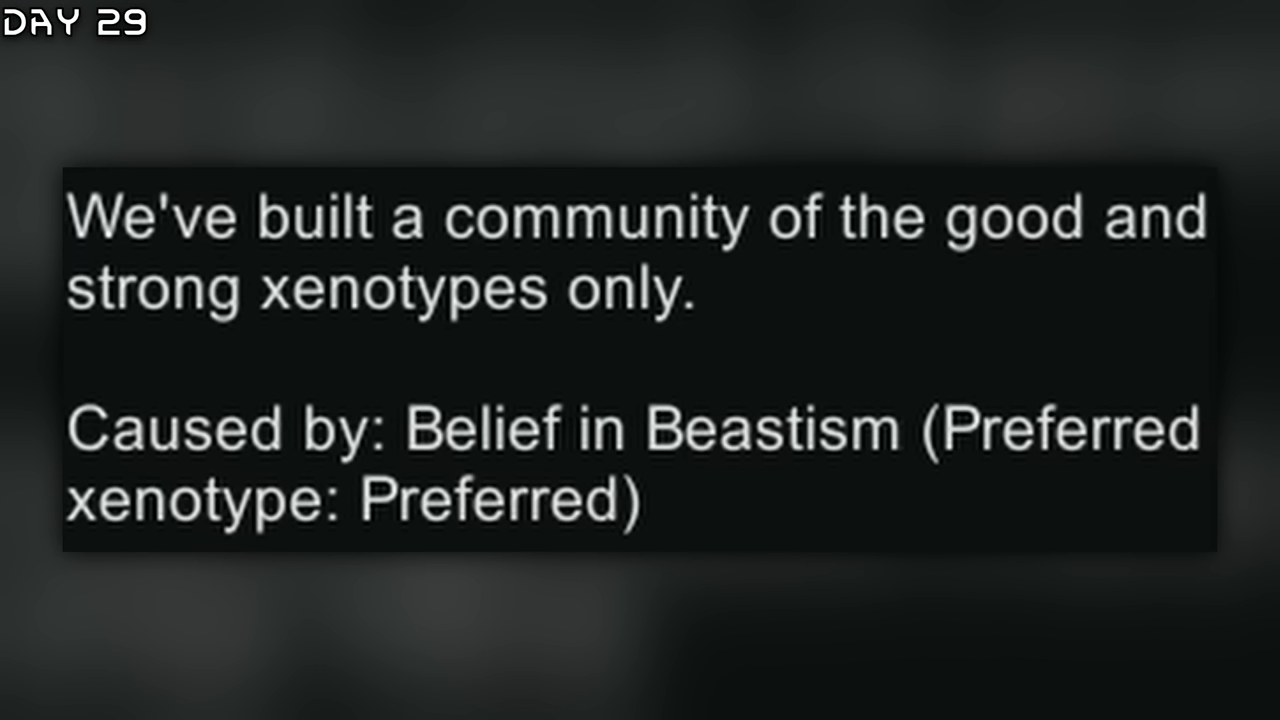 DAY 29
We've built a community of the good and
strong xenotypes only.
Caused by: Belief in Beastism (Preferred
xenotype: Preferred)